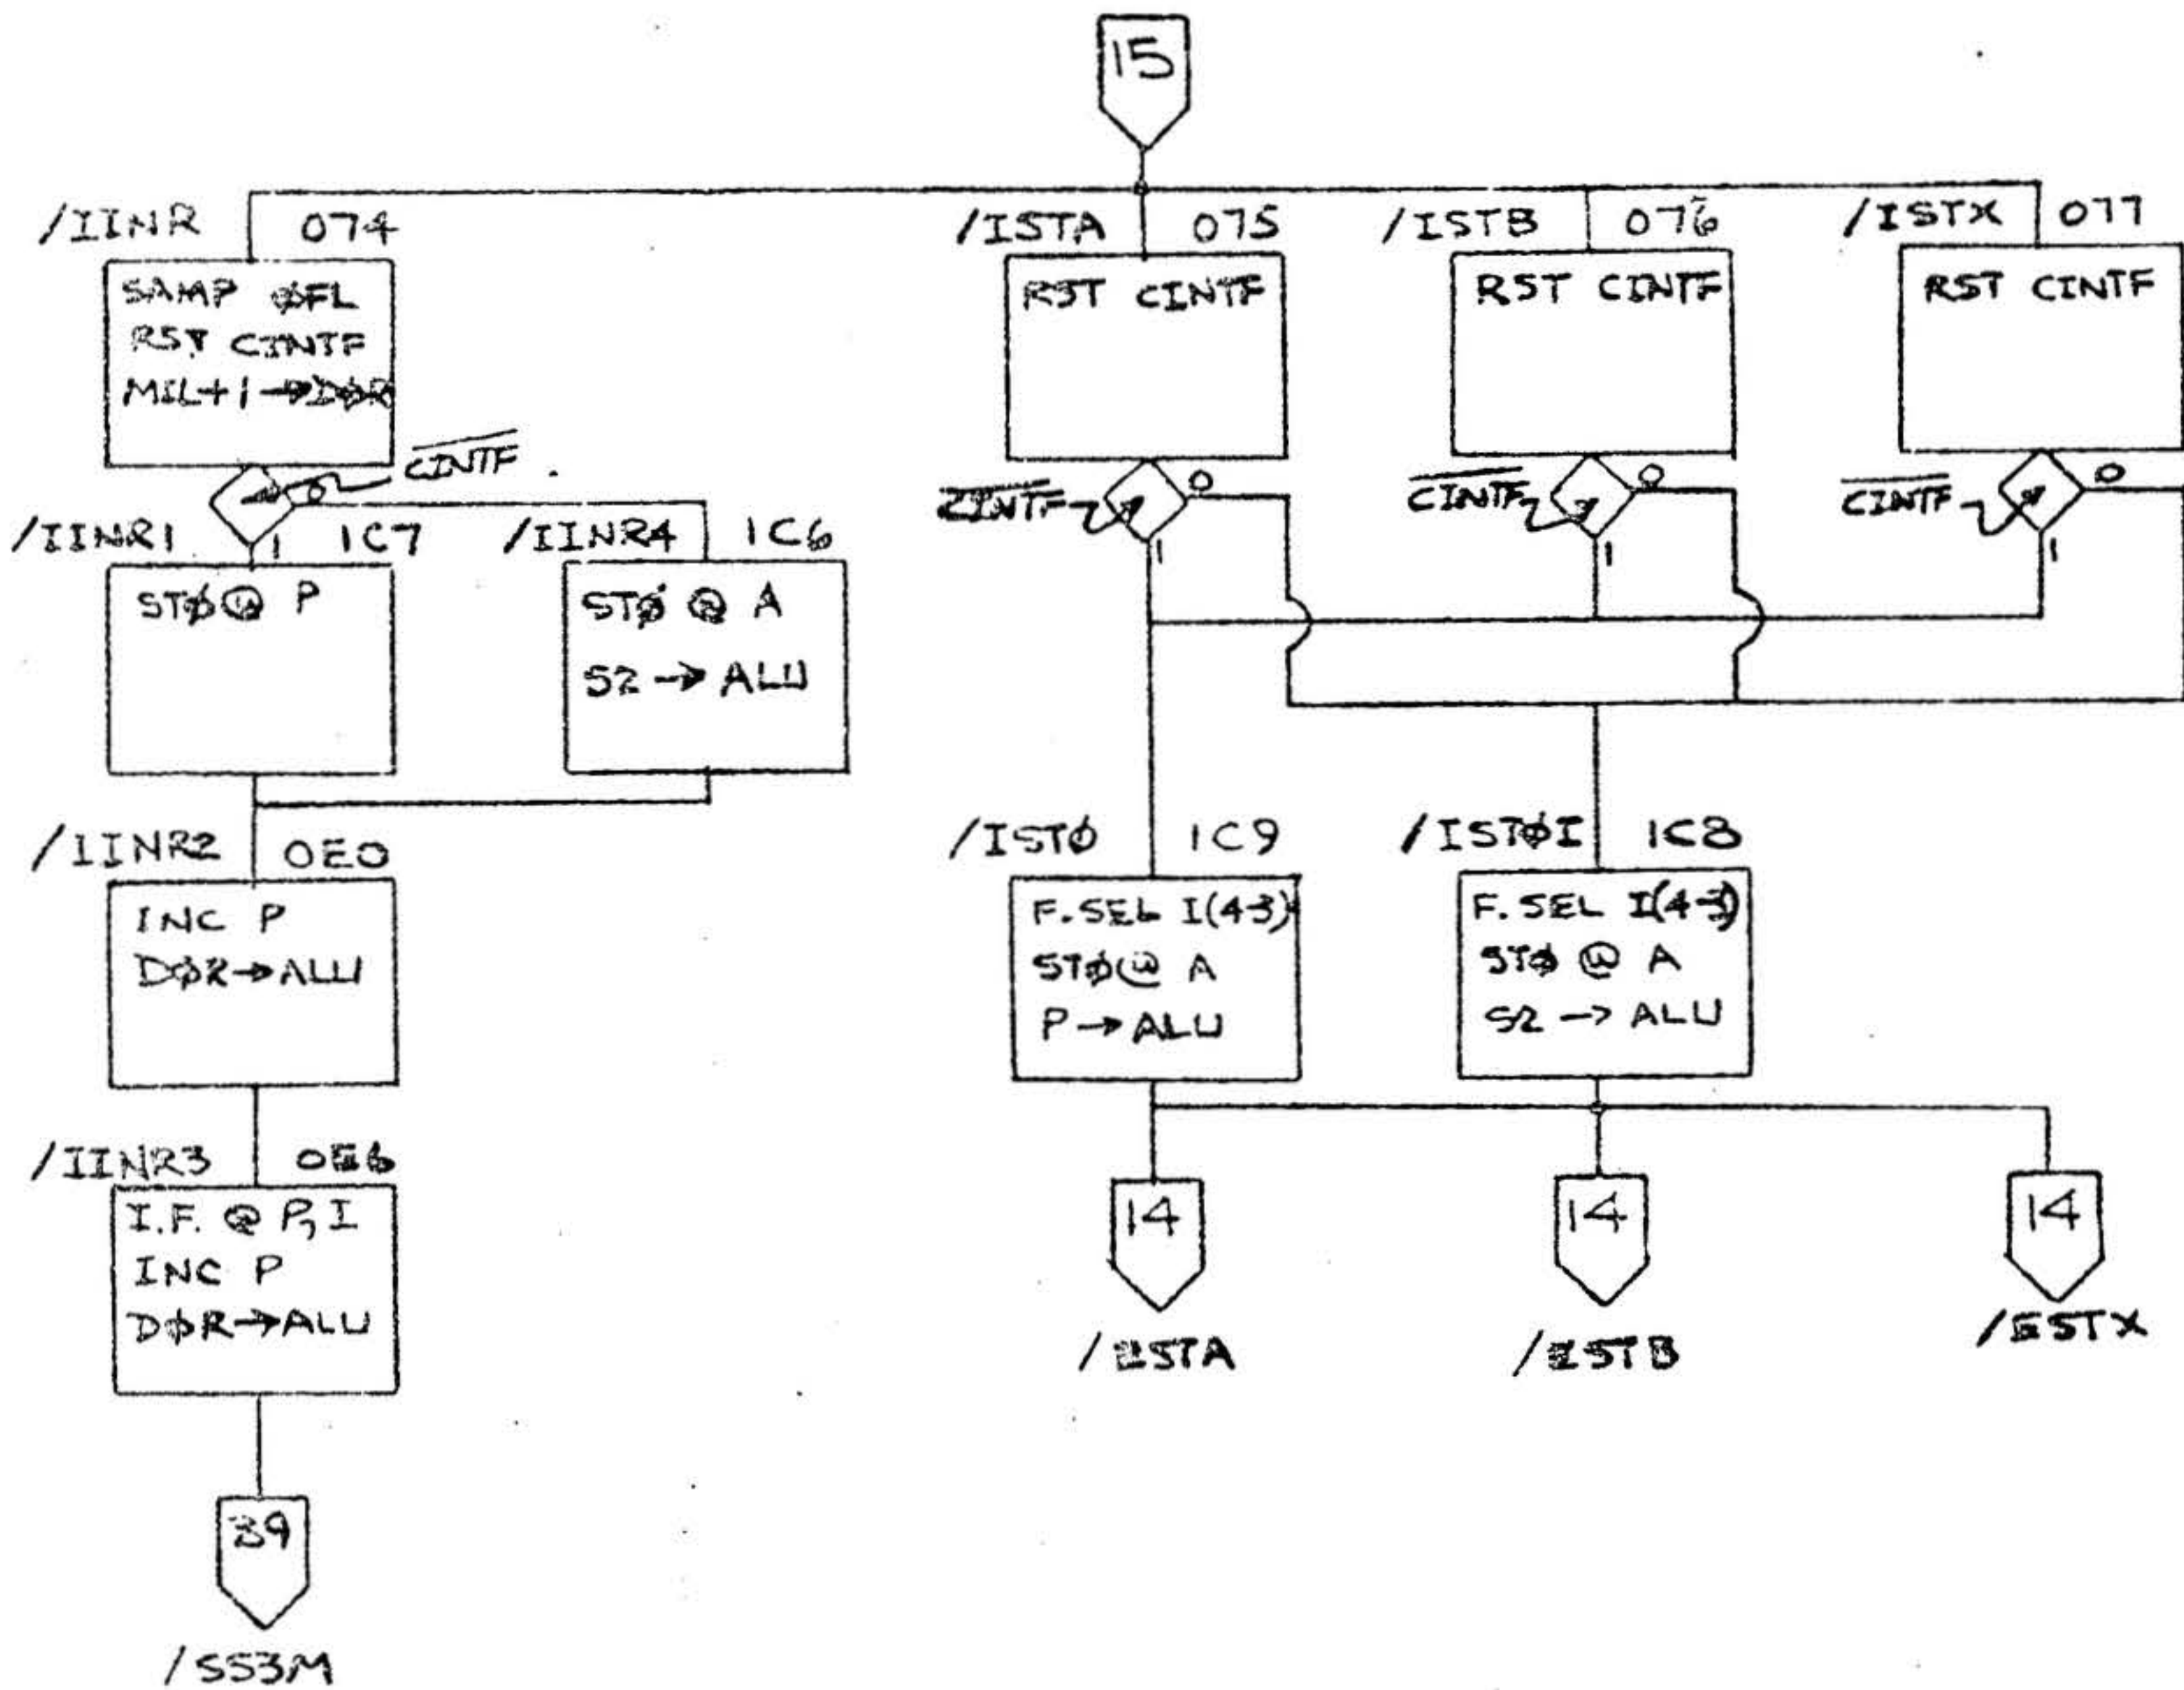 15
/IINR 074
SAMP ØFL
RST CINTF
MIL+1→DØR
CINTF
0
1
/ISTA 075
RST CINTF
CINTF
0
1
/ISTB 076
RST CINTF
CINTF
0
1
/ISTX 077
RST CINTF
CINTF
0
1
/IINR1 1C7
STØ@ P
/IINR4 1C6
STØ @ A
S2 → ALU
/IINR2 0E0
INC P
DØR→ALU
/IINR3 0E6
I.F. @ P, I
INC P
DØR→ALU
39
/SS3M
/ISTØ 1C9
F.SEL I(4-3)
STØ@ A
P→ALU
/ISTØI 1C8
F.SEL I(4-3)
STØ @ A
S2 → ALU
14
/ESTA
14
/ESTB
14
/ESTX